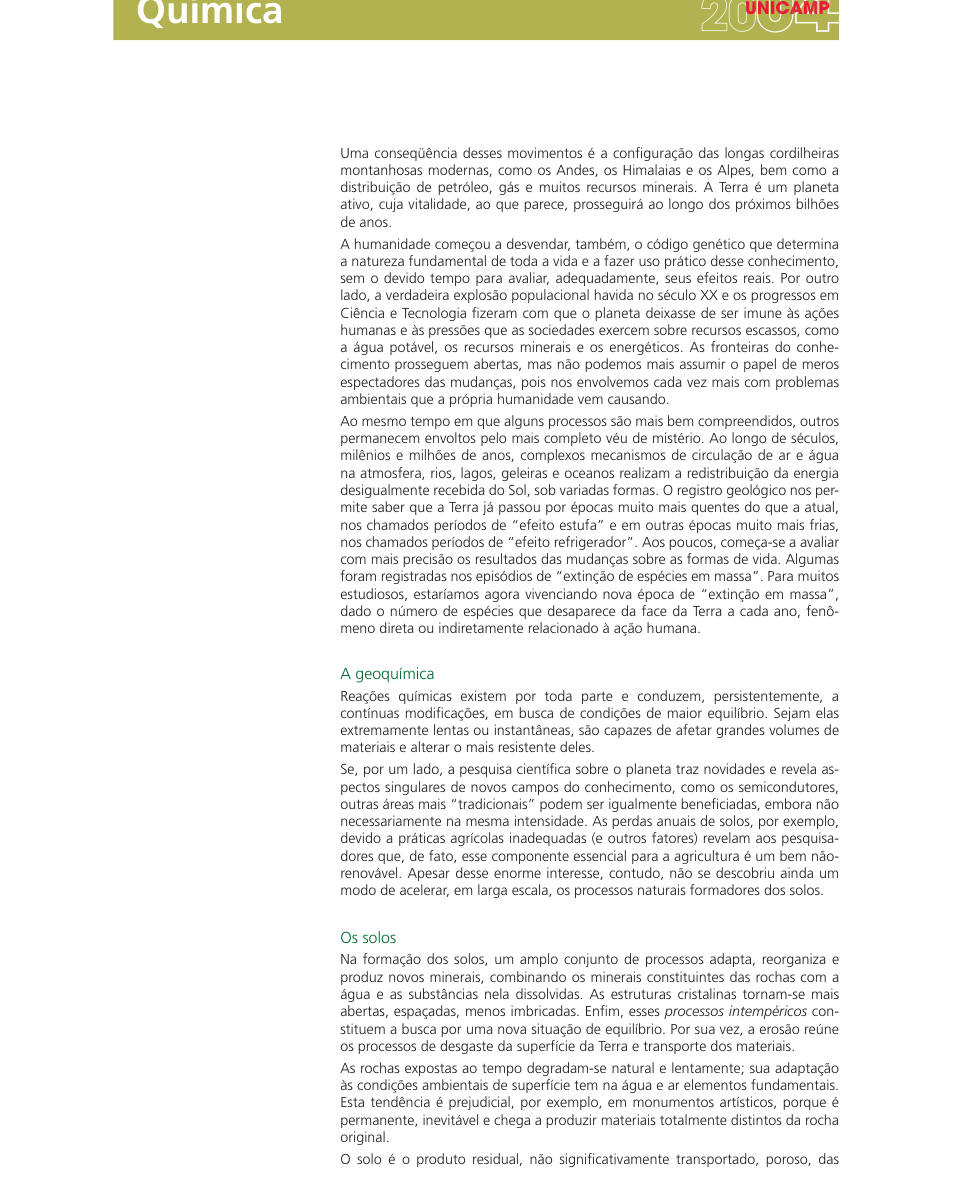 Química
2004
UNICAMP
Uma conseqüência desses movimentos é a configuração das longas cordilheiras
montanhosas modernas, como os Andes, os Himalaias e os Alpes, bem como a
distribuição de petróleo, gás e muitos recursos minerais. A Terra é um planeta
ativo, cuja vitalidade, ao que parece, prosseguirá ao longo dos próximos bilhões
de anos.
A humanidade começou a desvendar, também, o código genético que determina
a natureza fundamental de toda a vida e a fazer uso prático desse conhecimento,
sem o devido tempo para avaliar, adequadamente, seus efeitos reais. Por outro
lado, a verdadeira explosão populacional havida no século XX e os progressos em
Ciência e Tecnologia fizeram com que o planeta deixasse de ser imune às ações
humanas e às pressões que as sociedades exercem sobre recursos escassos, como
a água potável, os recursos minerais e os energéticos. As fronteiras do conhe-
cimento prosseguem abertas, mas não podemos mais assumir o papel de meros
espectadores das mudanças, pois nos envolvemos cada vez mais com problemas
ambientais que a própria humanidade vem causando.
Ao mesmo tempo em que alguns processos são mais bem compreendidos, outros
permanecem envoltos pelo mais completo véu de mistério. Ao longo de séculos,
milênios e milhões de anos, complexos mecanismos de circulação de ar e água
na atmosfera, rios, lagos, geleiras e oceanos realizam a redistribuição da energia
desigualmente recebida do Sol, sob variadas formas. O registro geológico nos per-
mite saber que a Terra já passou por épocas muito mais quentes do que a atual,
nos chamados períodos de “efeito estufa” e em outras épocas muito mais frias,
nos chamados períodos de “efeito refrigerador”. Aos poucos, começa-se a avaliar
com mais precisão os resultados das mudanças sobre as formas de vida. Algumas
foram registradas nos episódios de “extinção de espécies em massa”. Para muitos
estudiosos, estaríamos agora vivenciando nova época de “extinção em massa”,
dado o número de espécies que desaparece da face da Terra a cada ano, fenô-
meno direta ou indiretamente relacionado à ação humana.
A geoquímica
Reações químicas existem por toda parte e conduzem, persistentemente, a
contínuas modificações, em busca de condições de maior equilíbrio. Sejam elas
extremamente lentas ou instantâneas, são capazes de afetar grandes volumes de
materiais e alterar o mais resistente deles.
Se, por um lado, a pesquisa científica sobre o planeta traz novidades e revela as-
pectos singulares de novos campos do conhecimento, como os semicondutores,
outras áreas mais “tradicionais” podem ser igualmente beneficiadas, embora não
necessariamente na mesma intensidade. As perdas anuais de solos, por exemplo,
devido a práticas agrícolas inadequadas (e outros fatores) revelam aos pesquisa-
dores que, de fato, esse componente essencial para a agricultura é um bem não-
renovável. Apesar desse enorme interesse, contudo, não se descobriu ainda um
modo de acelerar, em larga escala, os processos naturais formadores dos solos.
Os solos
Na formação dos solos, um amplo conjunto de processos adapta, reorganiza e
produz novos minerais, combinando os minerais constituintes das rochas com a
água e as substâncias nela dissolvidas. As estruturas cristalinas tornam-se mais
abertas, espaçadas, menos imbricadas. Enfim, esses processos intempéricos con-
stituem a busca por uma nova situação de equilíbrio. Por sua vez, a erosão reúne
os processos de desgaste da superfície da Terra e transporte dos materiais.
As rochas expostas ao tempo degradam-se natural e lentamente; sua adaptação
às condições ambientais de superfície tem na água e ar elementos fundamentais.
Esta tendência é prejudicial, por exemplo, em monumentos artísticos, porque é
permanente, inevitável e chega a produzir materiais totalmente distintos da rocha
original.
O solo é o produto residual, não significativamente transportado, poroso, das